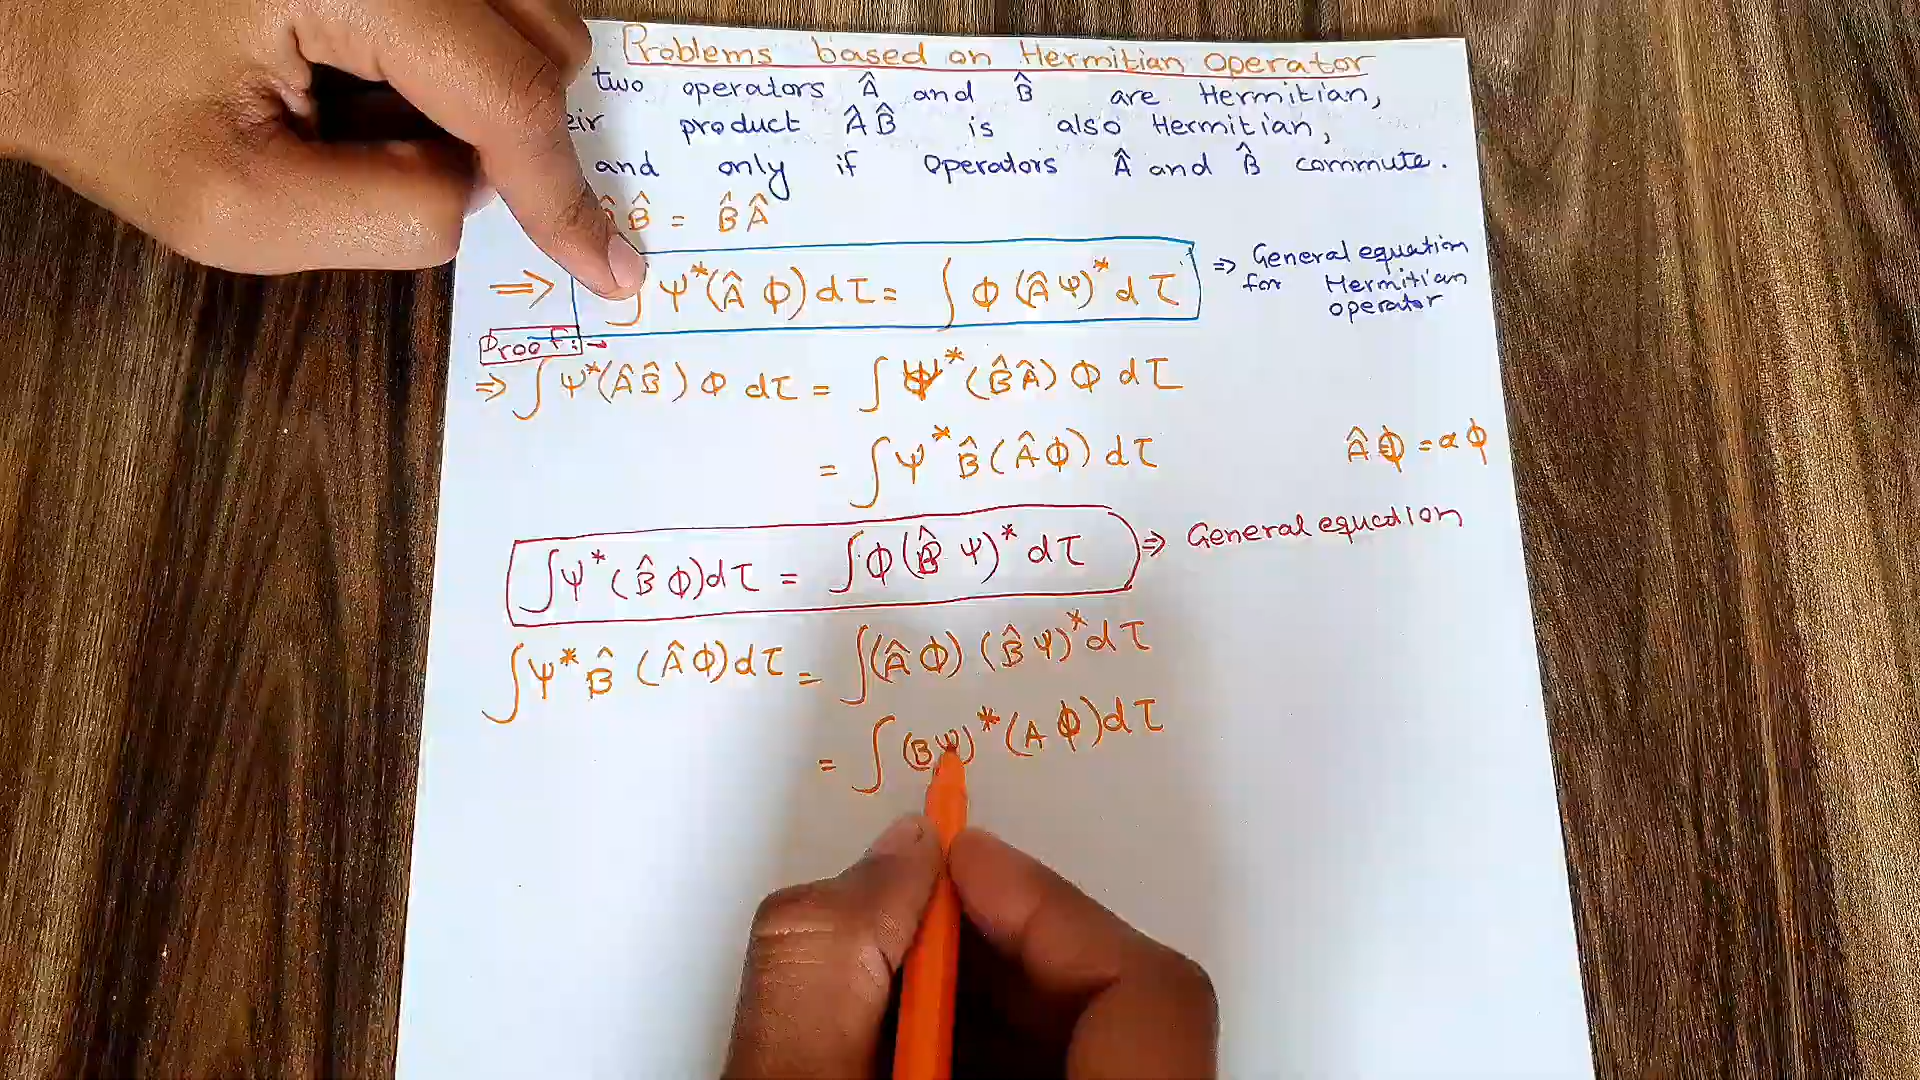 Problems based on Hermitian Operator
two operators Â and B̂ are Hermitian,
product ÂB̂ is also Hermitian,
and only if Operators Â and B̂ commute.
B̂ = B̂Â
⇒ ∫ψ*(Â ϕ)dτ = ∫ ϕ (Âψ)* dτ ⇒ General equation
for Hermitian
operator
Proof: →
⇒ ∫ψ*(ÂB̂)ϕ dτ = ∫ψ*(B̂Â)ϕ dτ
= ∫ψ* B̂(Âϕ)dτ
Âϕ = αϕ
∫ψ*(B̂ϕ)dτ = ∫ϕ(B̂ψ)* dτ ⇒ General equation
∫ψ* B̂ (Âϕ)dτ = ∫(Âϕ)(B̂ψ)* dτ
= ∫(Bψ)*(Aϕ)dτ